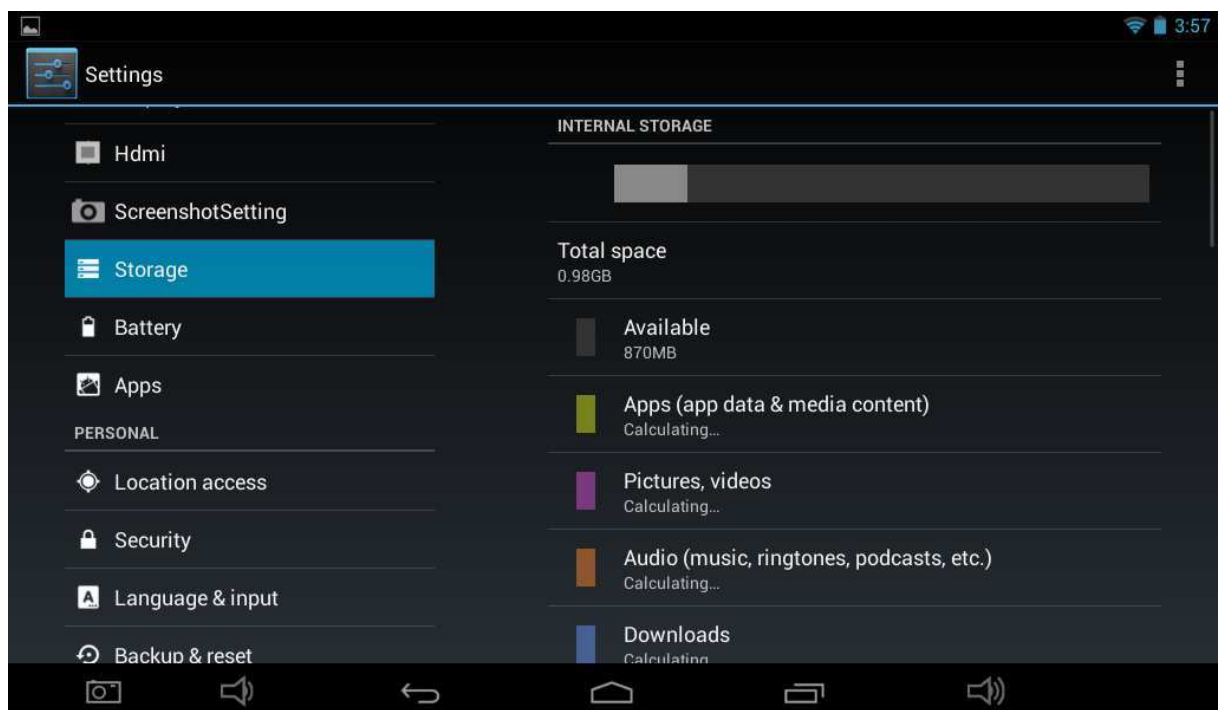 3:57
Settings
Hdmi
ScreenshotSetting
Storage
Battery
Apps
PERSONAL
Location access
Security
Language & input
Backup & reset
INTERNAL STORAGE
Total space
0.98GB
Available
870MB
Apps (app data & media content)
Calculating…
Pictures, videos
Calculating…
Audio (music, ringtones, podcasts, etc.)
Calculating…
Downloads
Calculating